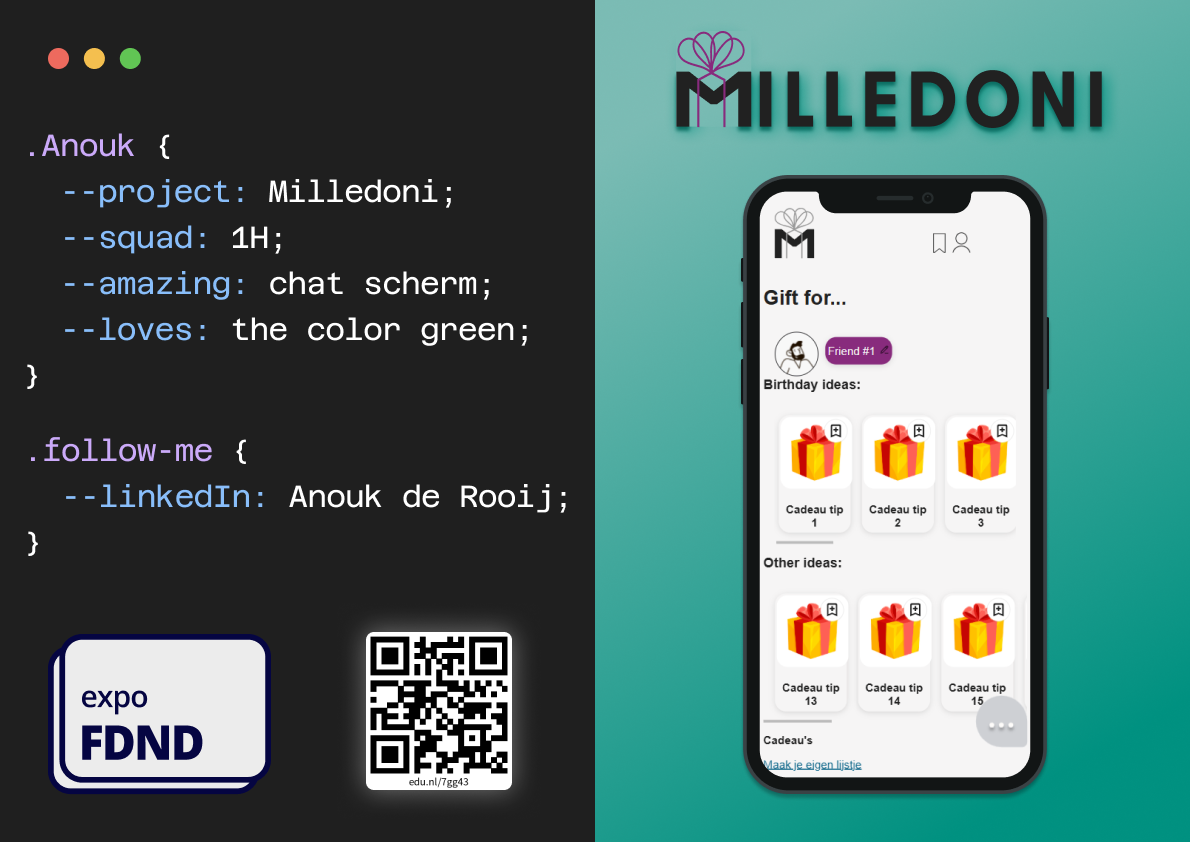 .Anouk {
--project: Milledoni;
--squad: 1H;
--amazing: chat scherm;
--loves: the color green;
}
.follow-me {
--linkedIn: Anouk de Rooij;
}
expo
FDND
edu.nl/7gg43
MILLEDONI
M
Gift for...
Friend #1
Birthday ideas:
Cadeau tip
1
Cadeau tip
2
Cadeau tip
3
Other ideas:
Cadeau tip
13
Cadeau tip
14
Cadeau tip
15
Cadeau's
Maak je eigen lijstje